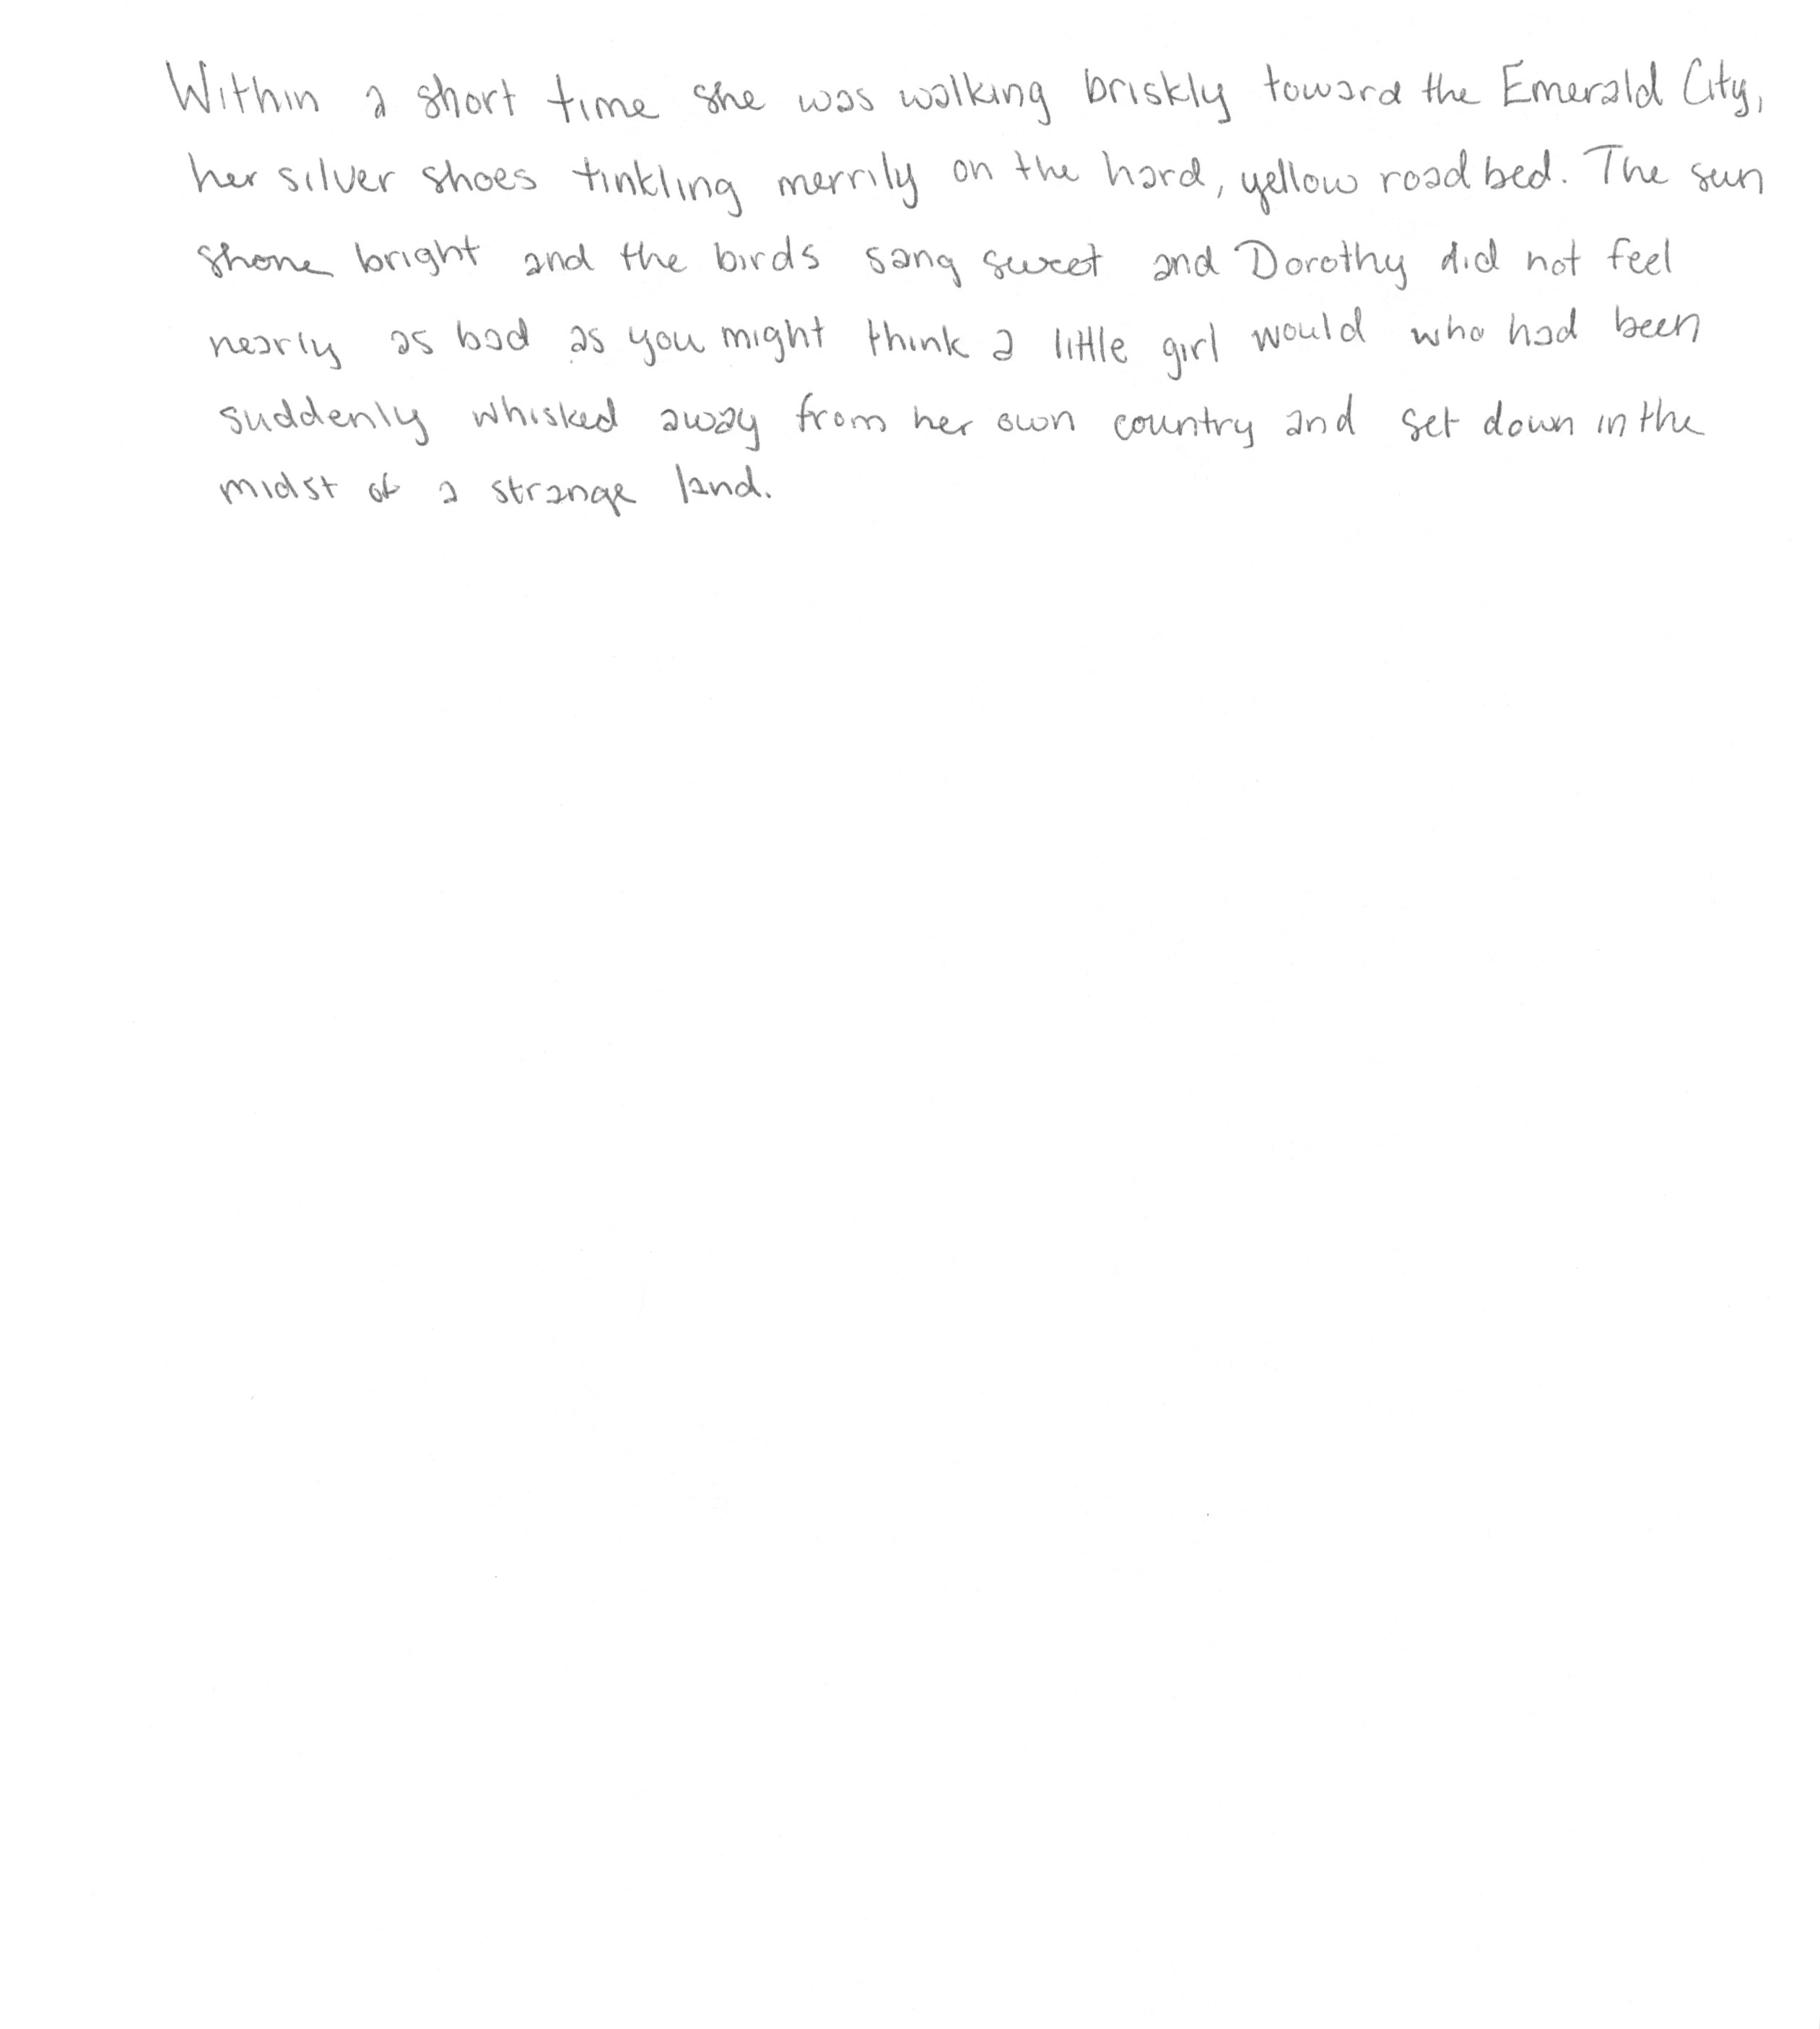 Within a short time she was walking briskly toward the Emerald City,
her silver shoes tinkling merrily on the hard, yellow road bed. The sun
shone bright and the birds sang sweet and Dorothy did not feel
nearly as bad as you might think a little girl would who had been
suddenly whisked away from her own country and set down in the
midst of a strange land.